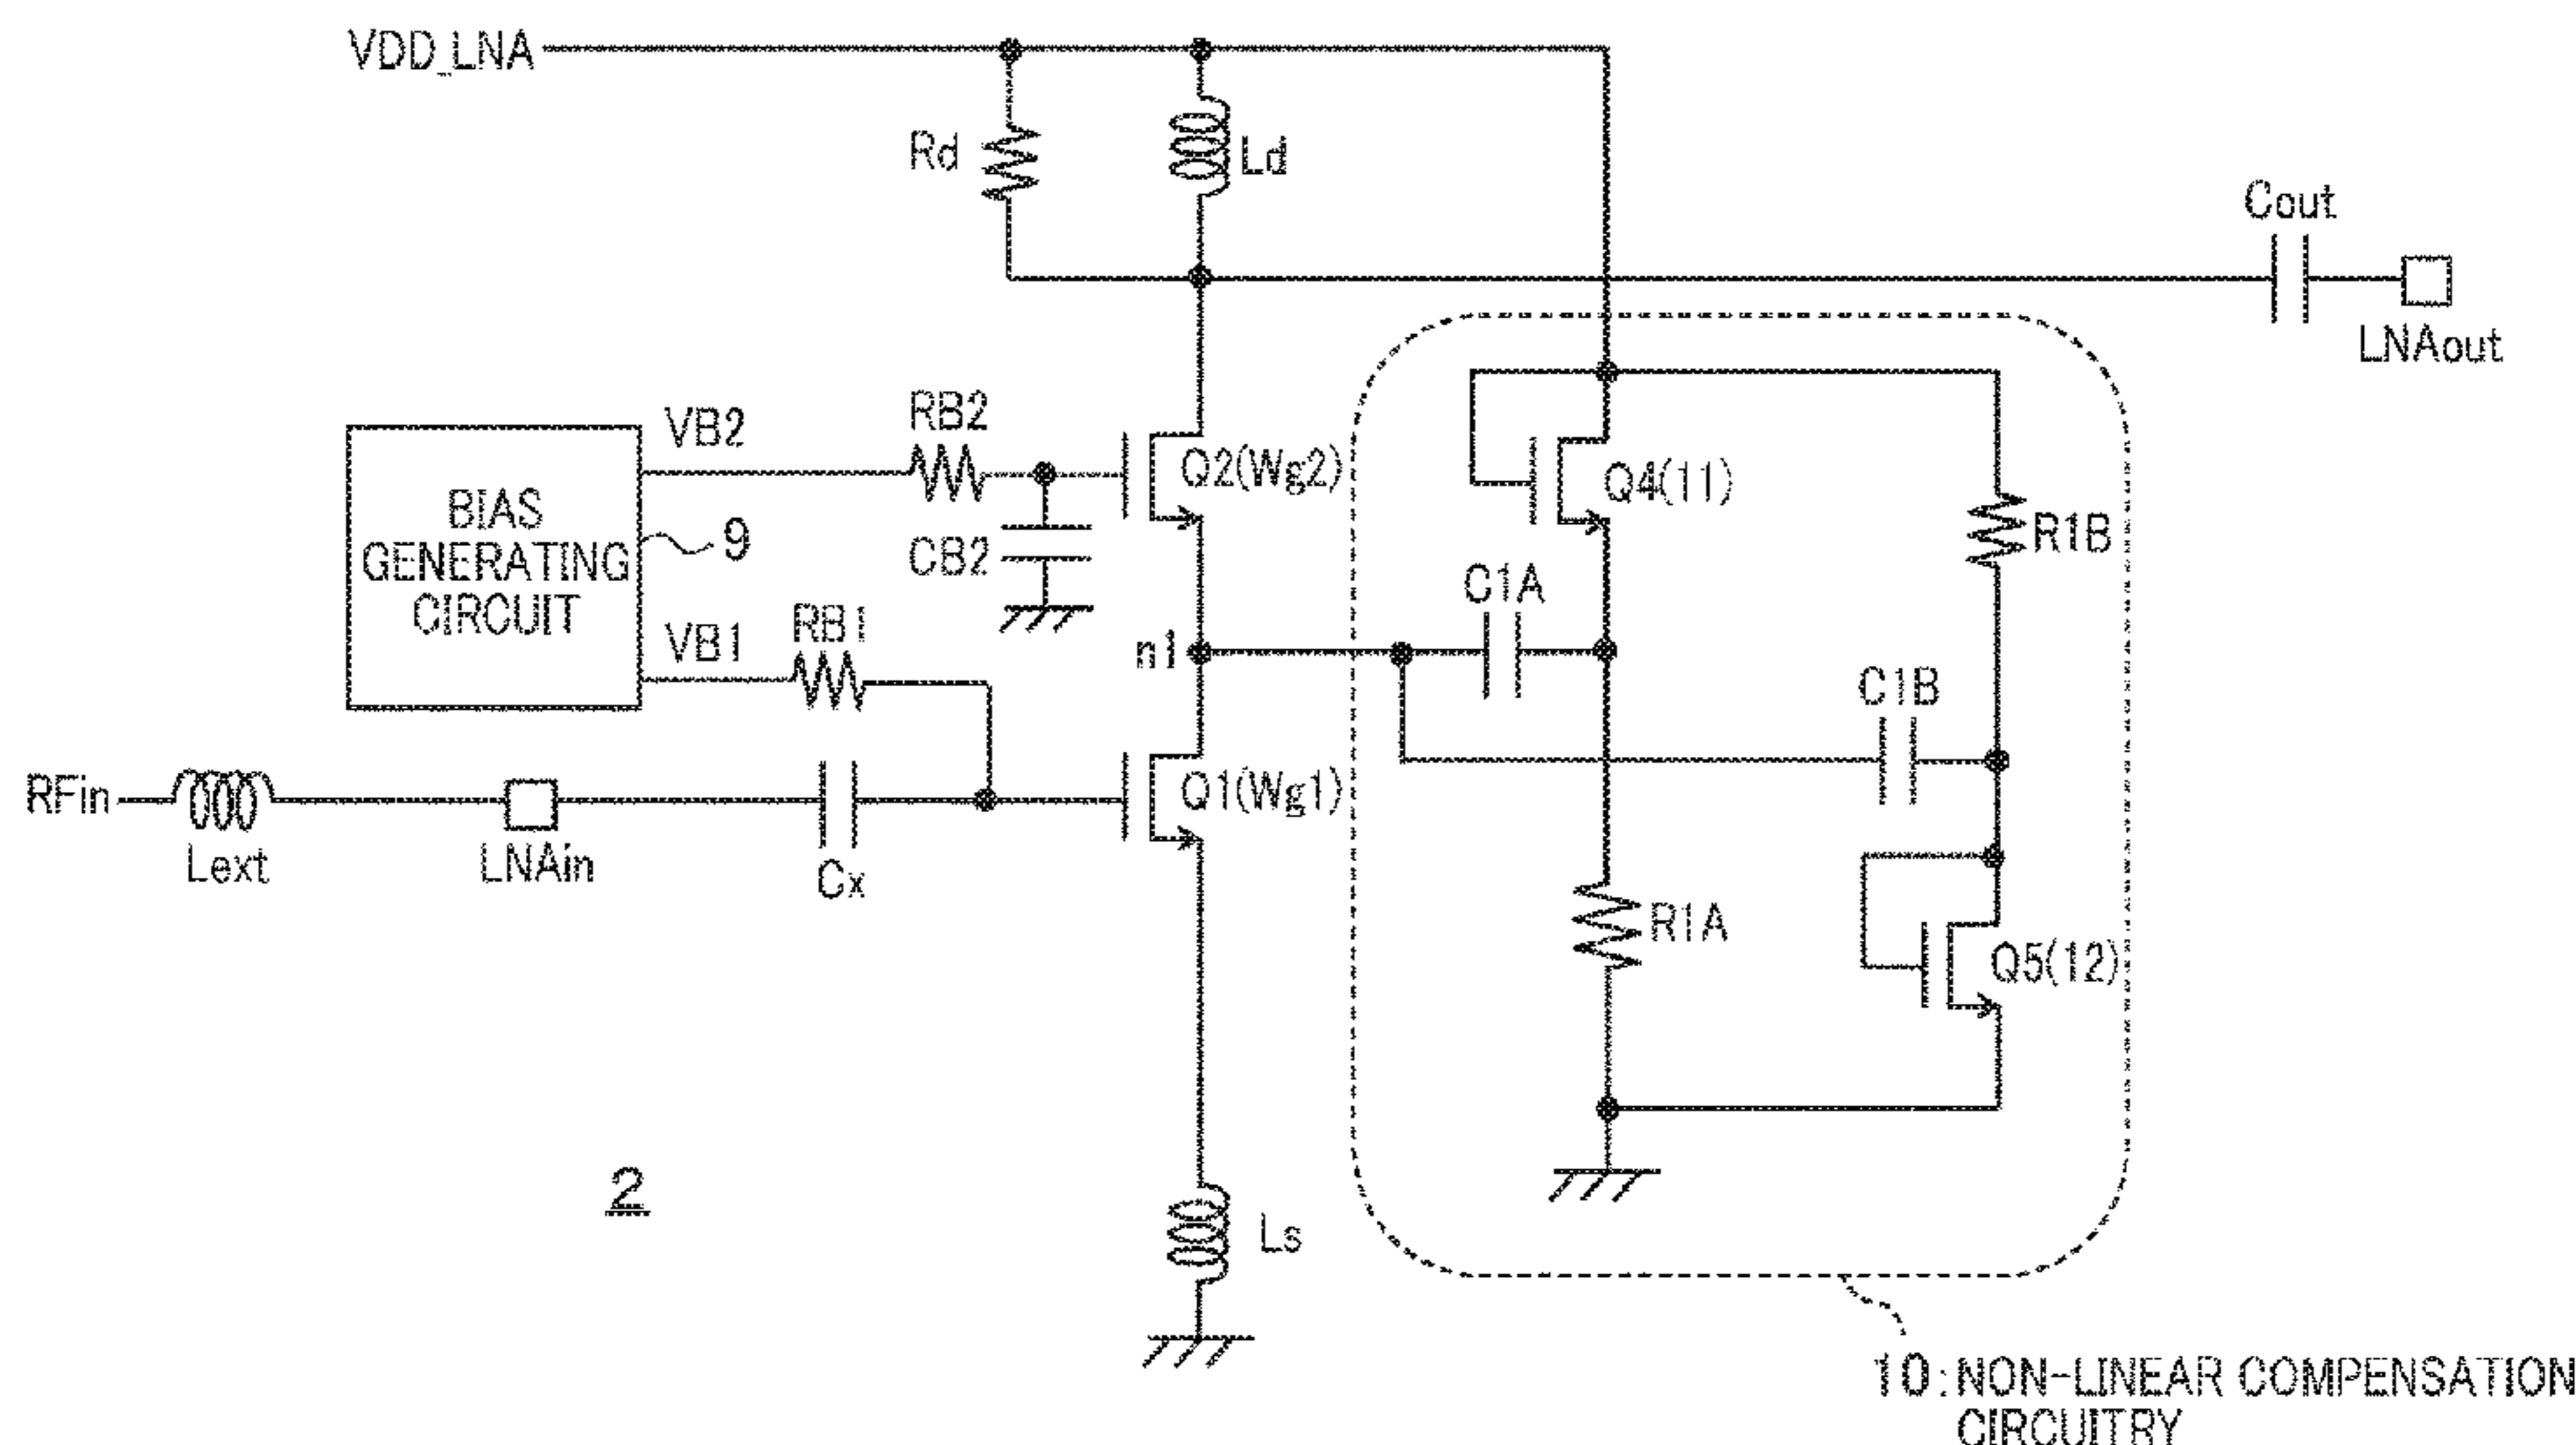 VDD_LNA
Rd
Ld
Cout
LNAout
VB2
RB2
Q2(Wg2)
Q4(11)
R1B
BIAS
GENERATING
CIRCUIT
9
CB2
C1A
VB1
RB1
n1
C1B
RFin
Lext
LNAin
Cx
Q1(Wg1)
R1A
Q5(12)
2
Ls
10:NON-LINEAR COMPENSATION
CIRCUITRY